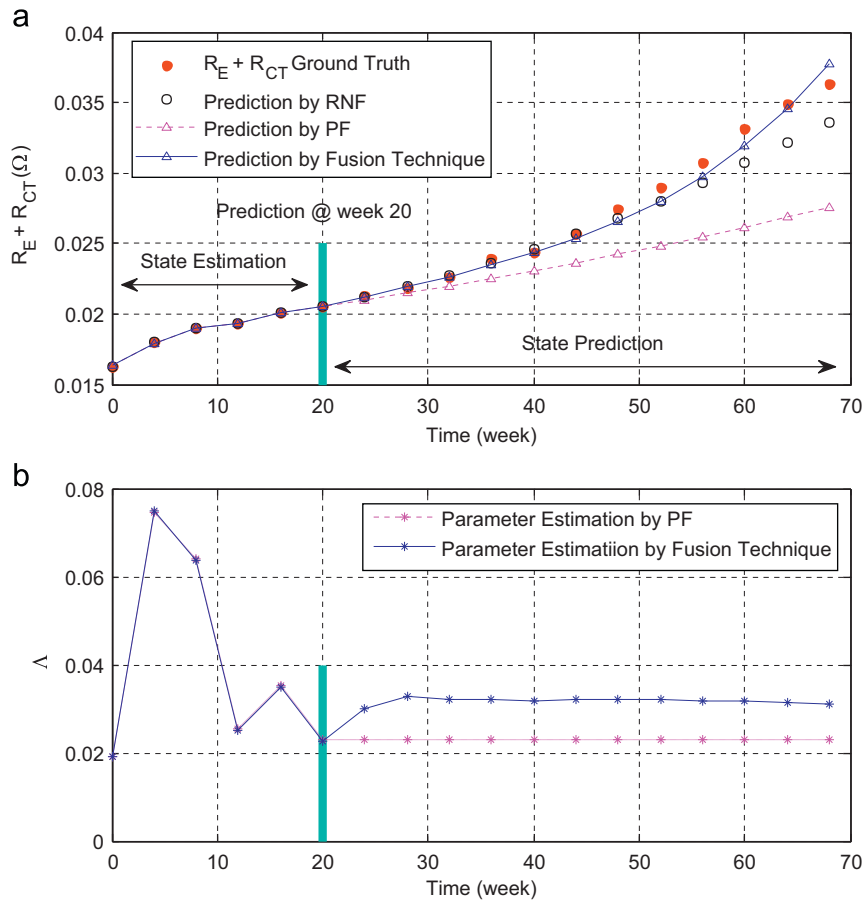 a
0.04
0.035
0.03
0.025
0.02
0.015
R_E + R_CT (Ω)
R_E + R_CT Ground Truth
Prediction by RNF
Prediction by PF
Prediction by Fusion Technique
Prediction @ week 20
State Estimation
State Prediction
0 10 20 30 40 50 60 70
Time (week)
b
0.08
0.06
0.04
0.02
0
Λ
Parameter Estimation by PF
Parameter Estimatiion by Fusion Technique
0 10 20 30 40 50 60 70
Time (week)